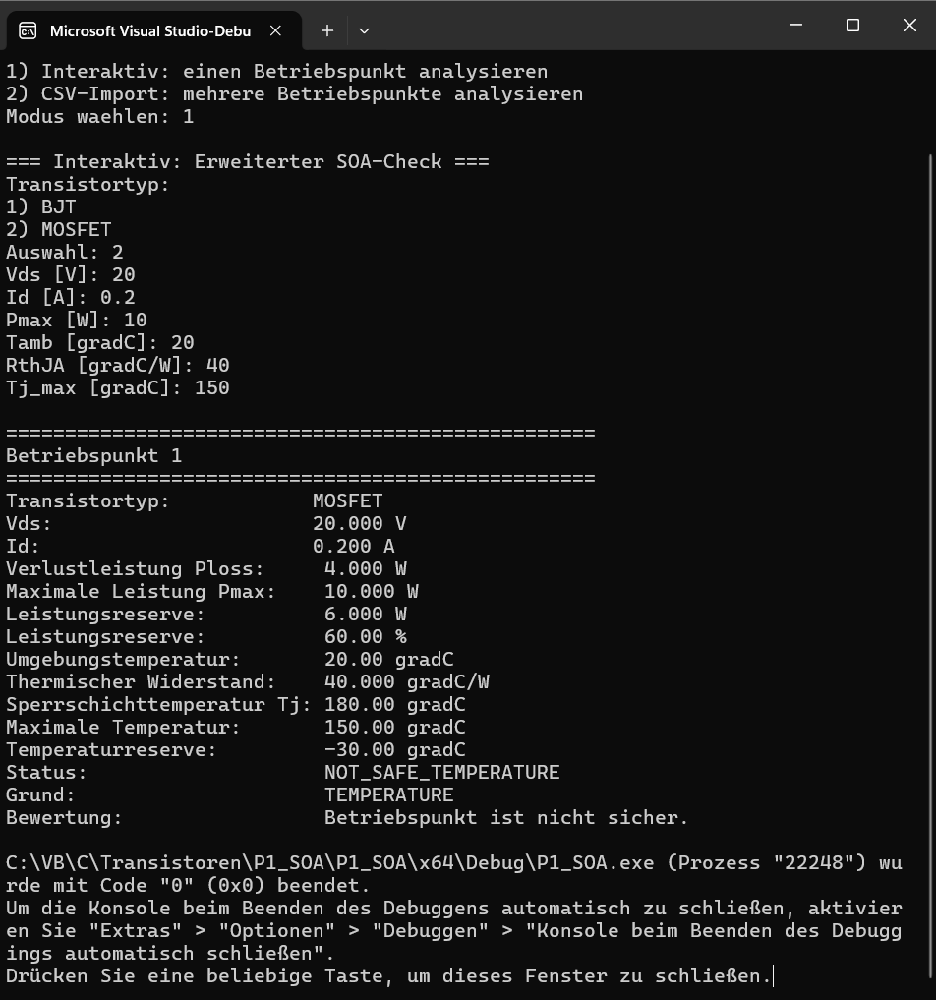 Microsoft Visual Studio-Debu
1) Interaktiv: einen Betriebspunkt analysieren
2) CSV-Import: mehrere Betriebspunkte analysieren
Modus waehlen: 1
=== Interaktiv: Erweiterter SOA-Check ===
Transistortyp:
1) BJT
2) MOSFET
Auswahl: 2
Vds [V]: 20
Id [A]: 0.2
Pmax [W]: 10
Tamb [gradC]: 20
RthJA [gradC/W]: 40
Tj_max [gradC]: 150
==================================================
Betriebspunkt 1
==================================================
Transistortyp:            MOSFET
Vds:                      20.000 V
Id:                       0.200 A
Verlustleistung Ploss:     4.000 W
Maximale Leistung Pmax:    10.000 W
Leistungsreserve:          6.000 W
Leistungsreserve:          60.00 %
Umgebungstemperatur:       20.00 gradC
Thermischer Widerstand:    40.000 gradC/W
Sperrschichttemperatur Tj: 180.00 gradC
Maximale Temperatur:       150.00 gradC
Temperaturreserve:         -30.00 gradC
Status:                    NOT_SAFE_TEMPERATURE
Grund:                     TEMPERATURE
Bewertung:                 Betriebspunkt ist nicht sicher.
C:\VB\C\Transistoren\P1_SOA\P1_SOA\x64\Debug\P1_SOA.exe (Prozess "22248") wu
rde mit Code "0" (0x0) beendet.
Um die Konsole beim Beenden des Debuggens automatisch zu schließen, aktivier
en Sie "Extras" > "Optionen" > "Debuggen" > "Konsole beim Beenden des Debugg
ings automatisch schließen".
Drücken Sie eine beliebige Taste, um dieses Fenster zu schließen.